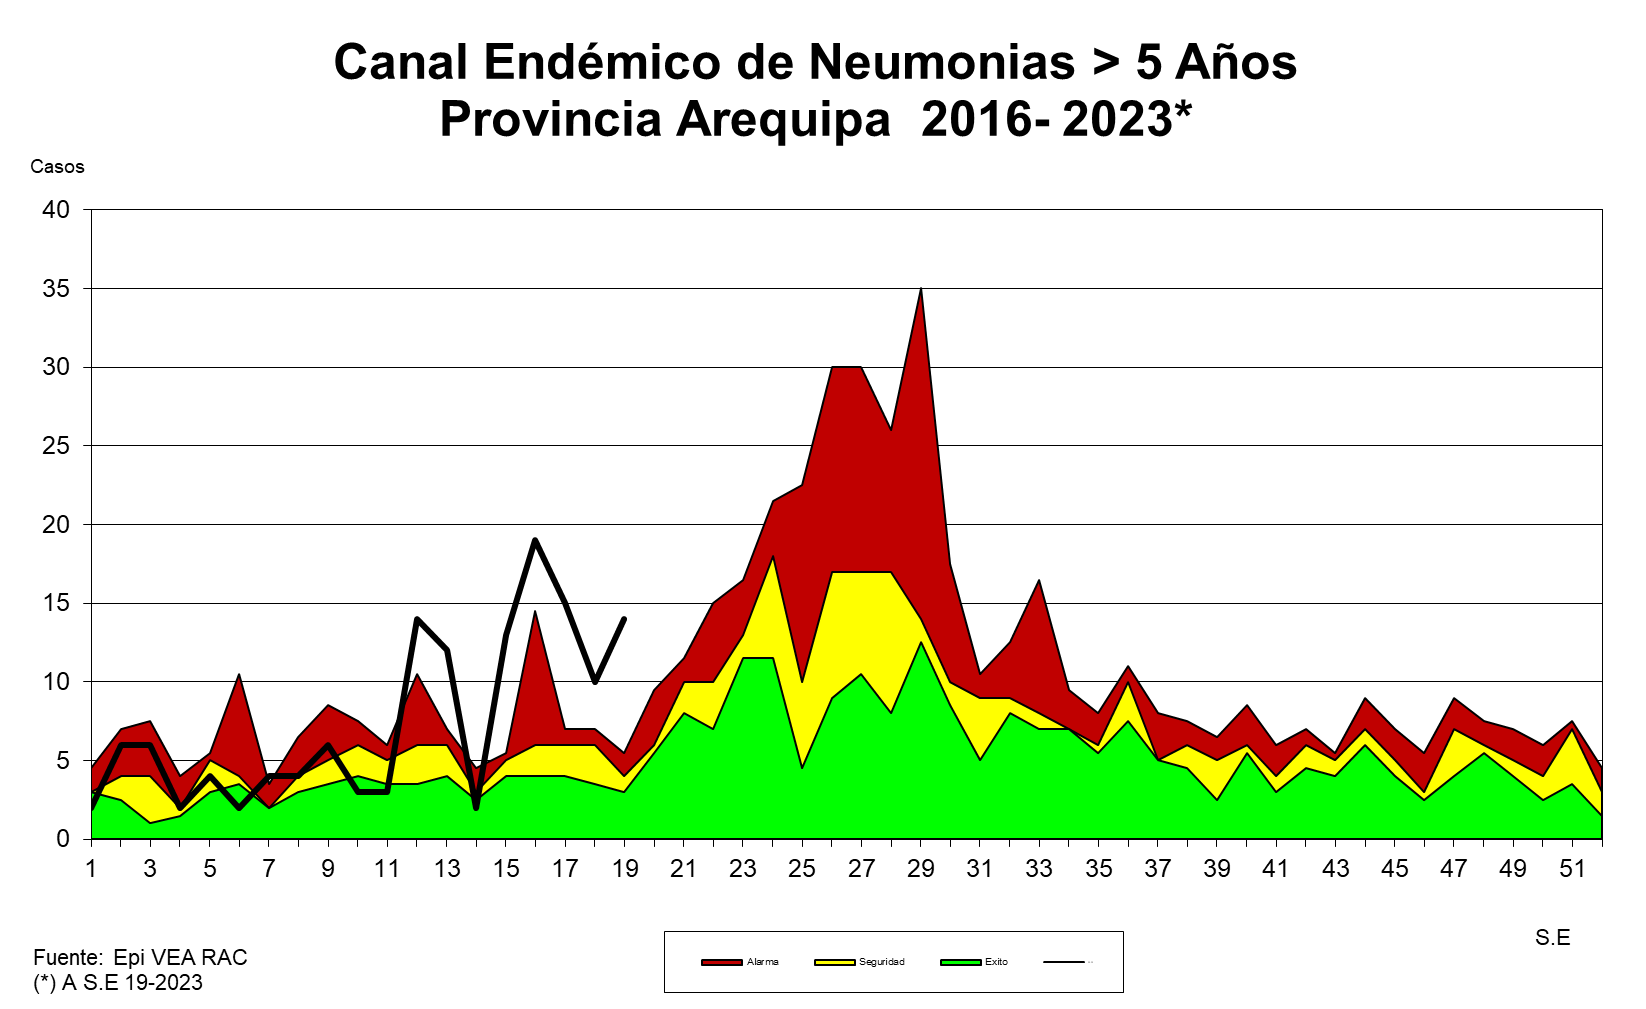 Canal Endémico de Neumonias > 5 Años
Provincia Arequipa 2016- 2023*
Casos
40
35
30
25
20
15
10
5
0
1 3 5 7 9 11 13 15 17 19 21 23 25 27 29 31 33 35 37 39 41 43 45 47 49 51
S.E
Fuente: Epi VEA RAC
(*) A S.E 19-2023
Alarma Seguridad Exito ..